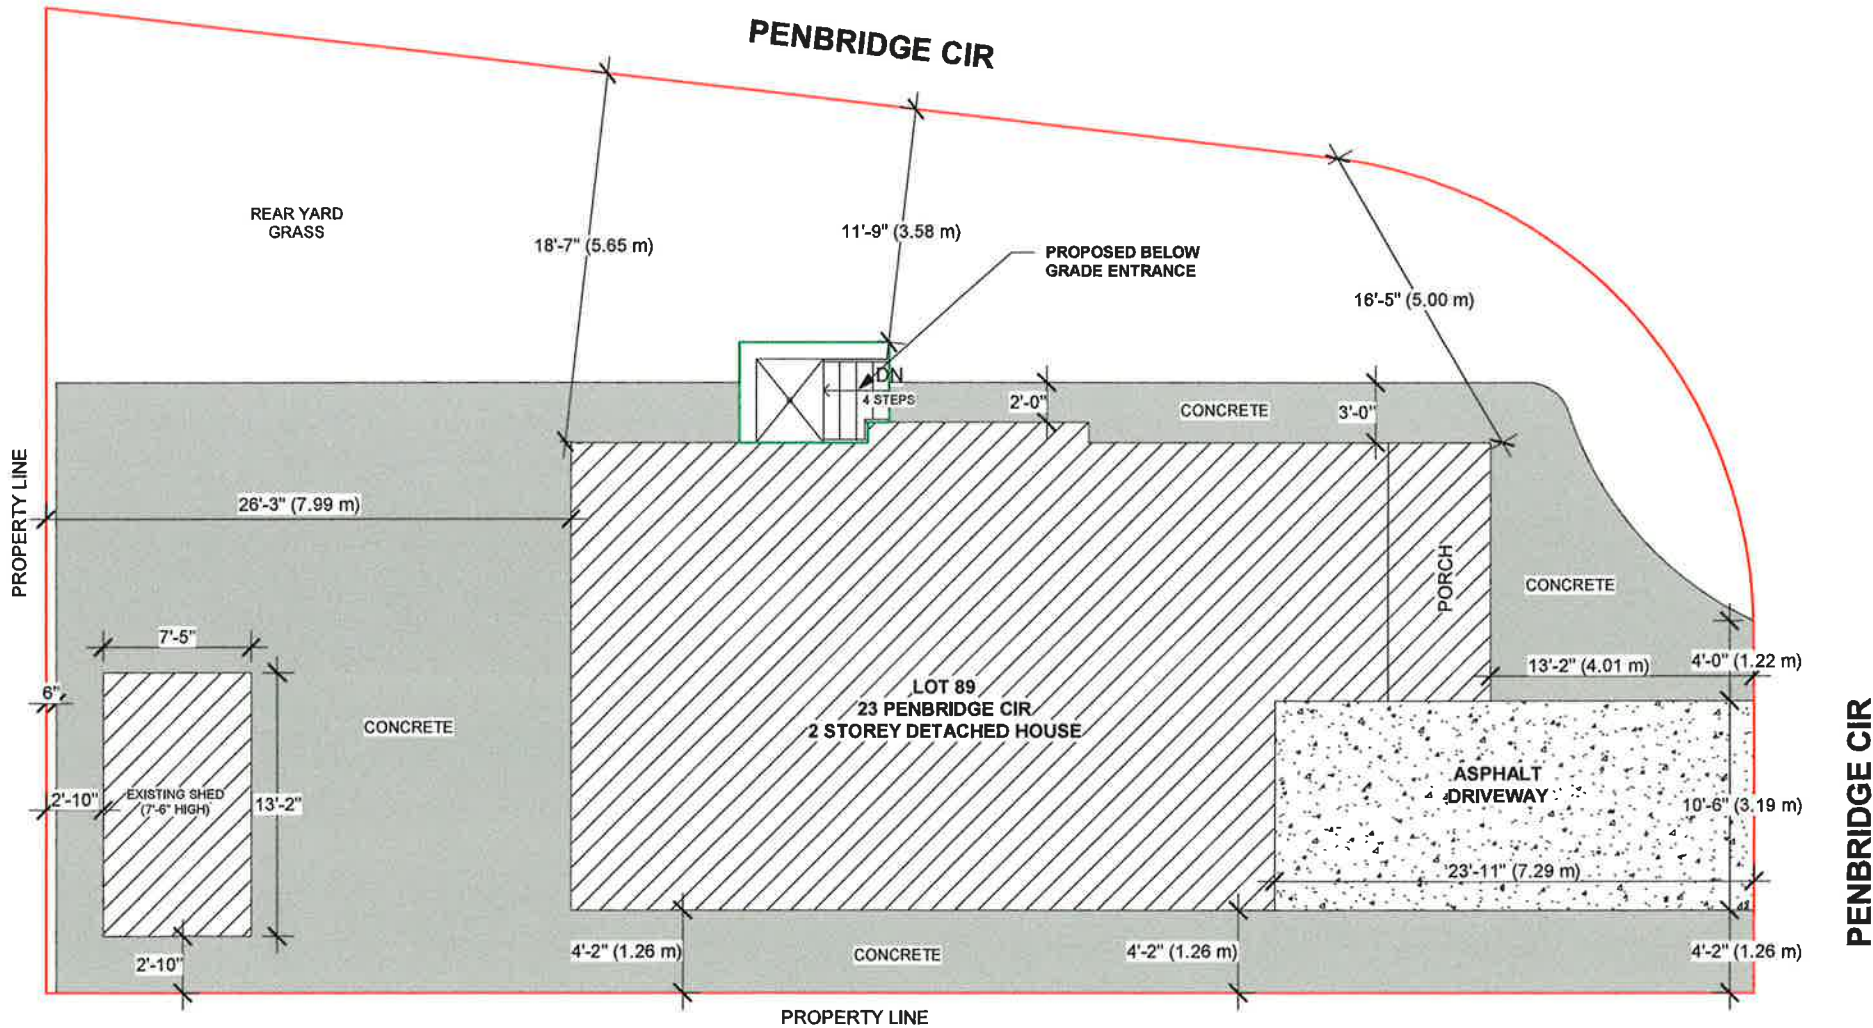 PENBRIDGE CIR
REAR YARD
GRASS
18'-7" (5.65 m)
11'-9" (3.58 m)
PROPOSED BELOW
GRADE ENTRANCE
16'-5" (5.00 m)
DN
4 STEPS
2'-0"
CONCRETE
3'-0"
PROPERTY LINE
26'-3" (7.99 m)
PORCH
CONCRETE
7'-5"
13'-2" (4.01 m)
4'-0" (1.22 m)
6"
CONCRETE
LOT 89
23 PENBRIDGE CIR
2 STOREY DETACHED HOUSE
PENBRIDGE CIR
ASPHALT
DRIVEWAY
2'-10"
EXISTING SHED
(7'-6" HIGH)
13'-2"
10'-6" (3.19 m)
23'-11" (7.29 m)
2'-10"
4'-2" (1.26 m)
CONCRETE
4'-2" (1.26 m)
4'-2" (1.26 m)
PROPERTY LINE